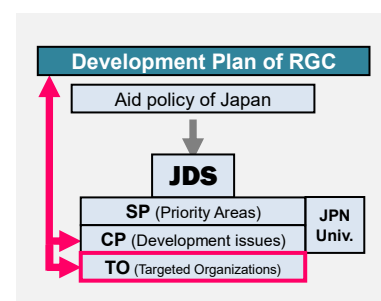 Development Plan of RGC
Aid policy of Japan
JDS
SP (Priority Areas)
CP (Development issues)
TO (Targeted Organizations)
JPN
Univ.